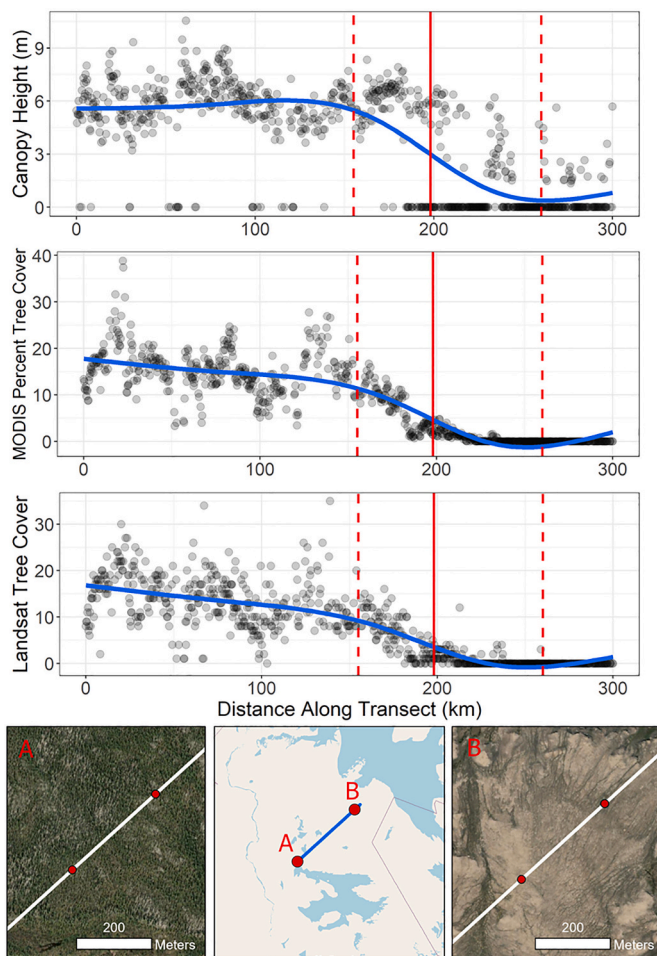 Canopy Height (m)
9
6
3
0
0 100 200 300
MODIS Percent Tree Cover
40
30
20
10
0
0 100 200 300
Landsat Tree Cover
30
20
10
0
0 100 200 300
Distance Along Transect (km)
A
200
Meters
B
A
B
200
Meters